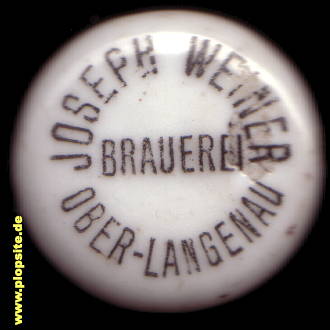 JOSEPH WEINER
BRAUEREI
OBER-LANGENAU
www.plopsite.de